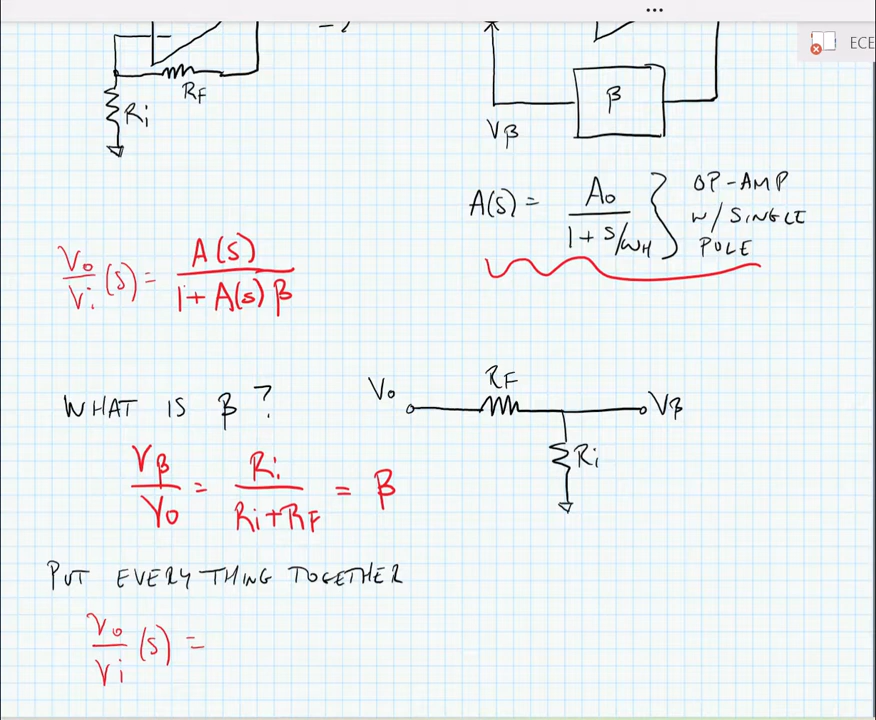 RF
Ri
ECE
β
Vβ
A(s) = A₀ / (1 + s/ωH) } OP-AMP W/ SINGLE POLE
Vo/Vi (s) = A(s) / (1 + A(s) β)
WHAT IS β ?
Vo RF Vβ
Ri
Vβ/Vo = Ri / (Ri + RF) = β
PUT EVERYTHING TOGETHER
Vo/Vi (s) =